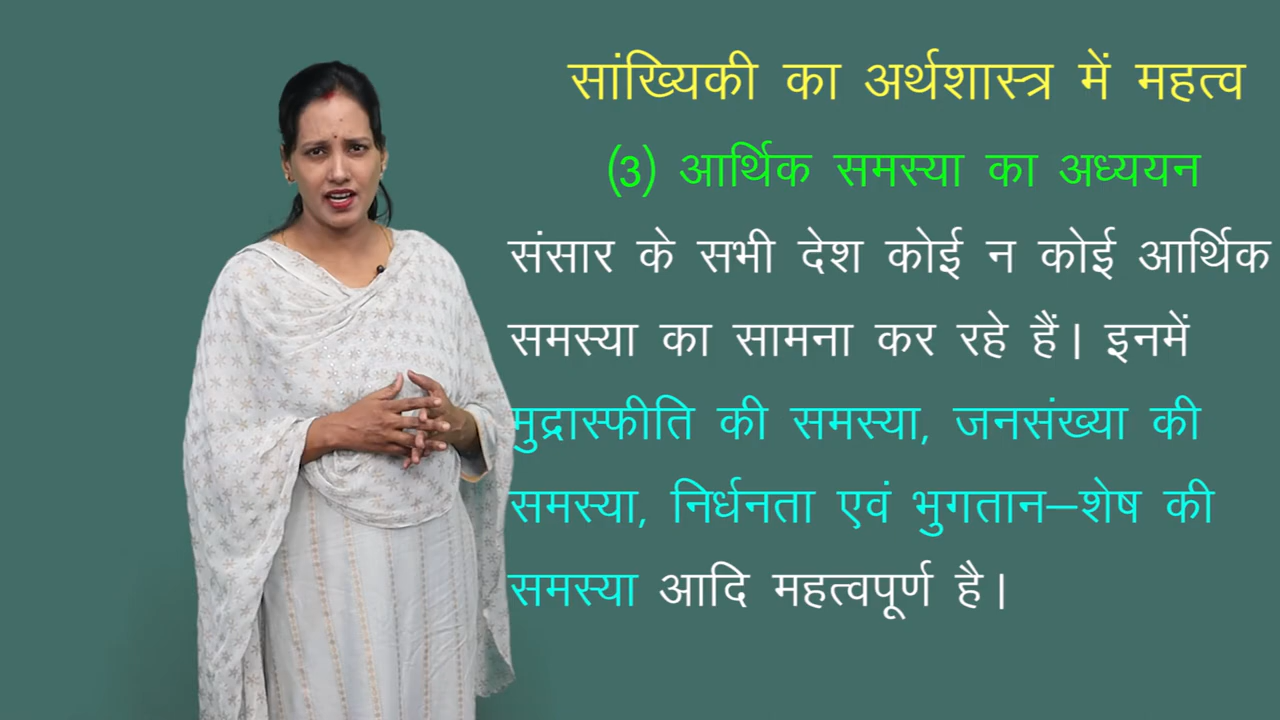 सांख्यिकी का अर्थशास्त्र में महत्व
(3) आर्थिक समस्या का अध्ययन
संसार के सभी देश कोई न कोई आर्थिक
समस्या का सामना कर रहे हैं। इनमें
मुद्रास्फीति की समस्या, जनसंख्या की
समस्या, निर्धनता एवं भुगतान–शेष की
समस्या आदि महत्वपूर्ण है।